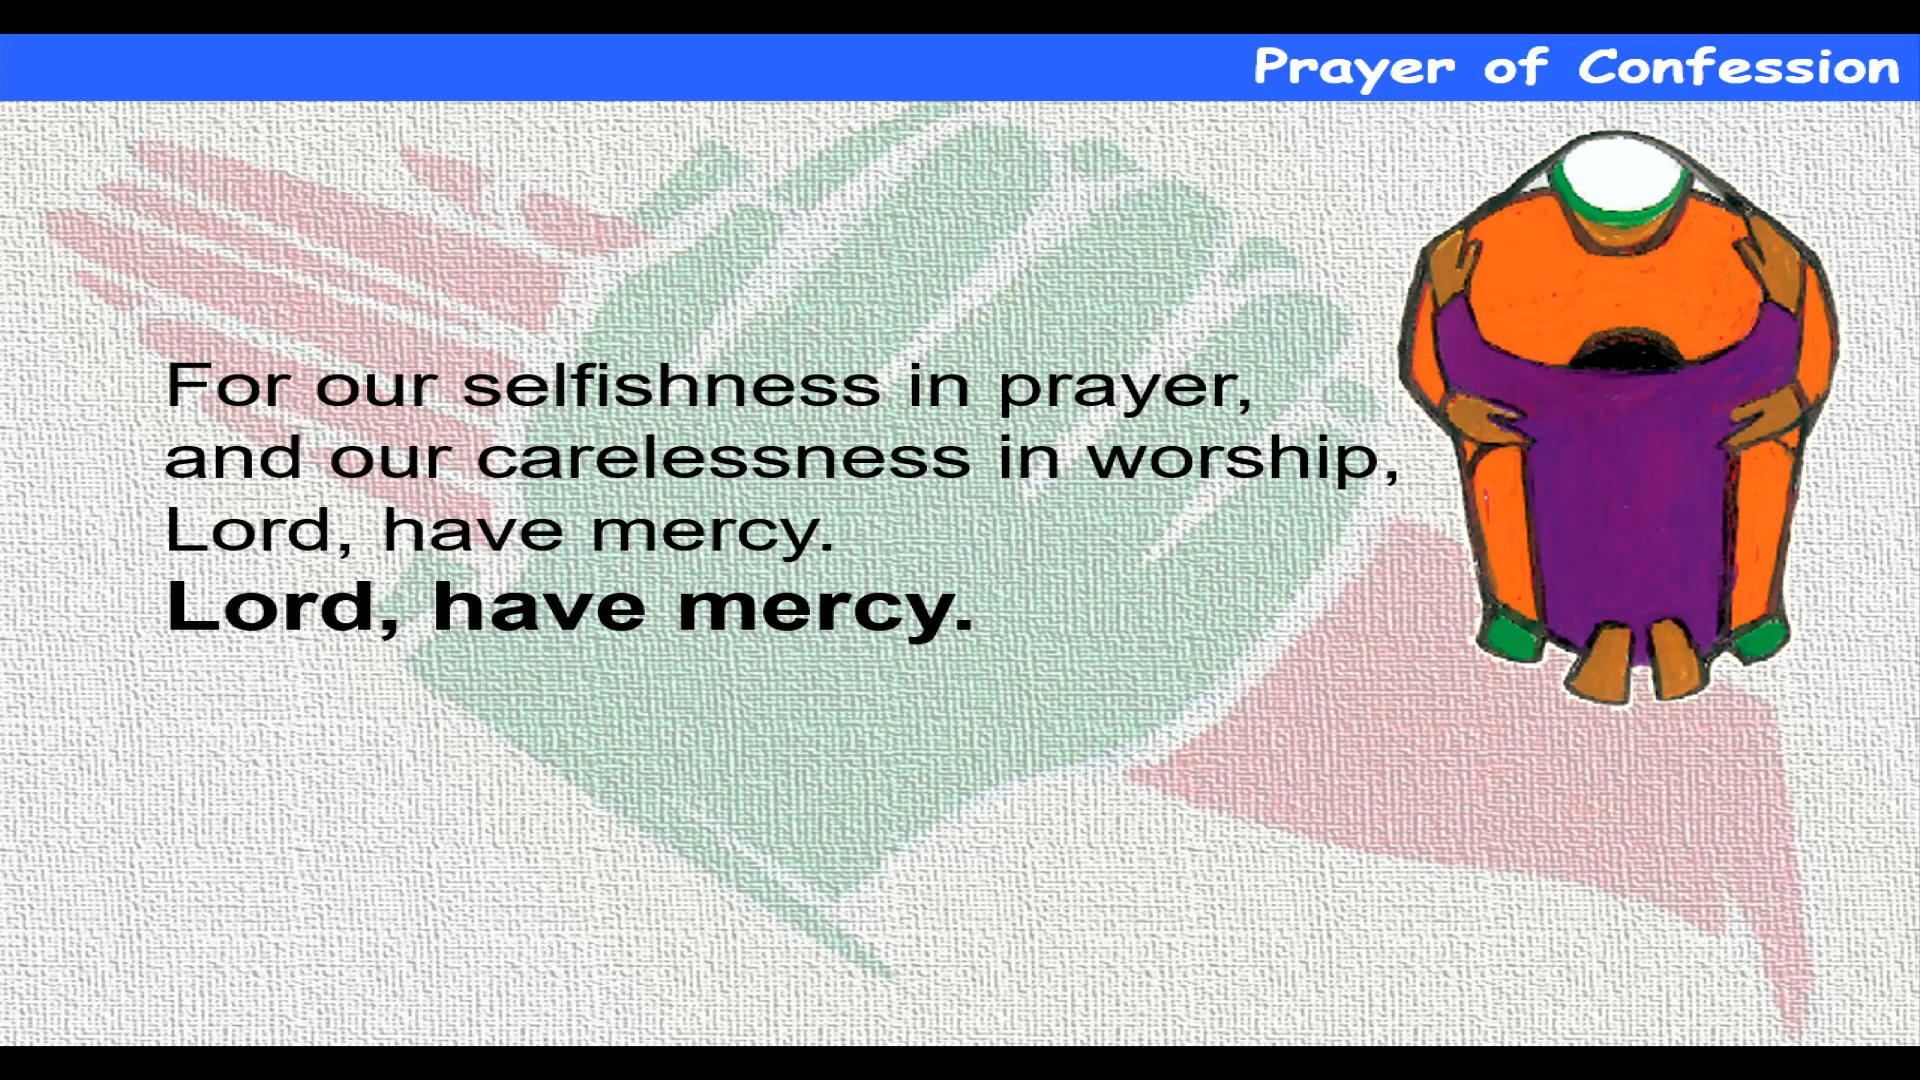 Prayer of Confession
For our selfishness in prayer,
and our carelessness in worship,
Lord, have mercy.
Lord, have mercy.